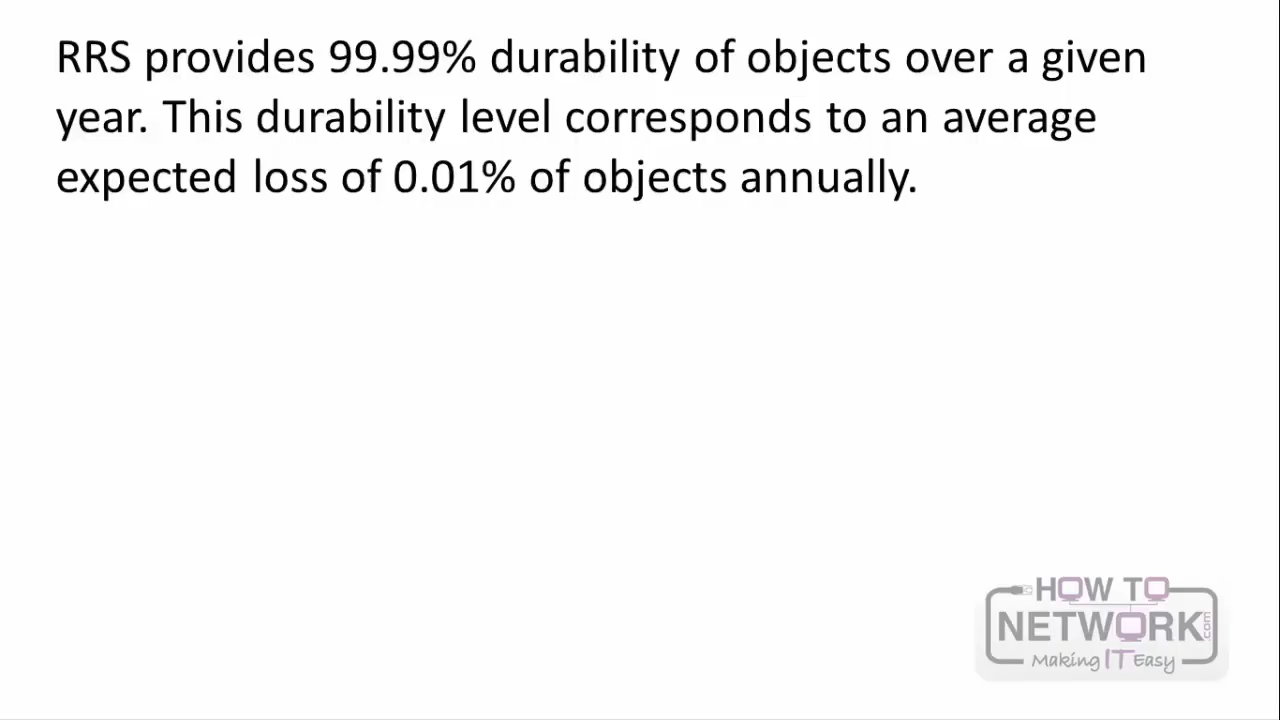 RRS provides 99.99% durability of objects over a given
year. This durability level corresponds to an average
expected loss of 0.01% of objects annually.
HOW TO
NETWORK.com
Making IT Easy